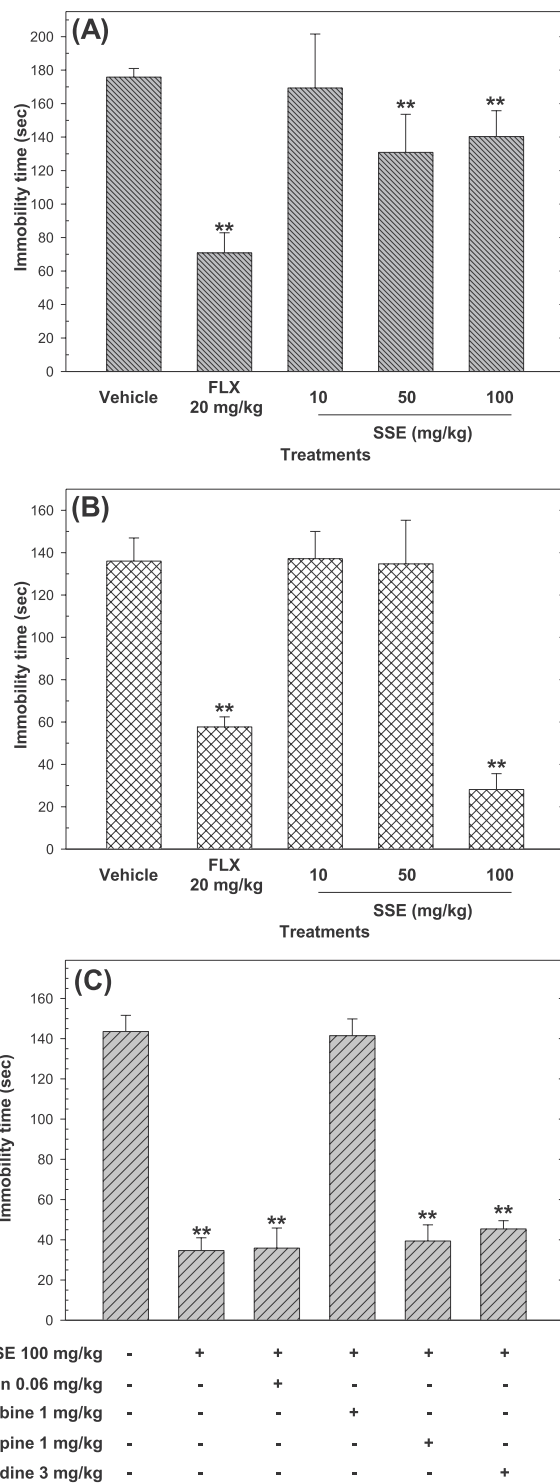 (A)
Immobility time (sec)
200
180
160
140
120
100
80
60
40
20
0
**
**
**
Vehicle
FLX
20 mg/kg
10
50
100
SSE (mg/kg)
Treatments
(B)
Immobility time (sec)
160
140
120
100
80
60
40
20
0
**
**
Vehicle
FLX
20 mg/kg
10
50
100
SSE (mg/kg)
Treatments
(C)
Immobility time (sec)
160
140
120
100
80
60
40
20
0
**
**
**
**
SE 100 mg/kg - + + + + +
n 0.06 mg/kg - - + - - -
bine 1 mg/kg - - - + - -
pine 1 mg/kg - - - - + -
dine 3 mg/kg - - - - - +